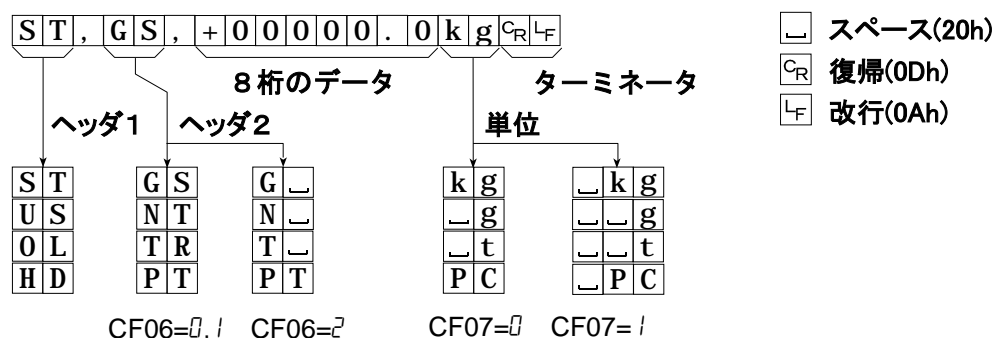 ST,GS,+00000.0kgCRLF
␣ スペース(20h)
CR 復帰(0Dh)
LF 改行(0Ah)
8桁のデータ ターミネータ
ヘッダ1 ヘッダ2 単位
ST GS G␣ kg ␣kg
US NT N␣ ␣g ␣␣g
OL TR T␣ ␣t ␣␣t
HD PT PT PC ␣PC
CF06=0.1 CF06=2 CF07=0 CF07=1